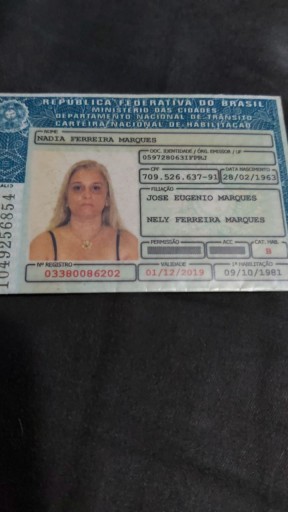 REPÚBLICA FEDERATIVA DO BRASIL
MINISTÉRIO DAS CIDADES
DEPARTAMENTO NACIONAL DE TRÂNSITO
CARTEIRA NACIONAL DE HABILITAÇÃO
NOME
NADIA FERREIRA MARQUES
DOC. IDENTIDADE / ÓRG. EMISSOR / UF
059728063IFPRJ
CPF DATA NASCIMENTO
709.526.637-91 28/02/1963
FILIAÇÃO
JOSE EUGENIO MARQUES
NELY FERREIRA MARQUES
PERMISSÃO ACC CAT. HAB.
B
Nº REGISTRO VALIDADE 1ª HABILITAÇÃO
03380086202 01/12/2019 09/10/1981
1049256854